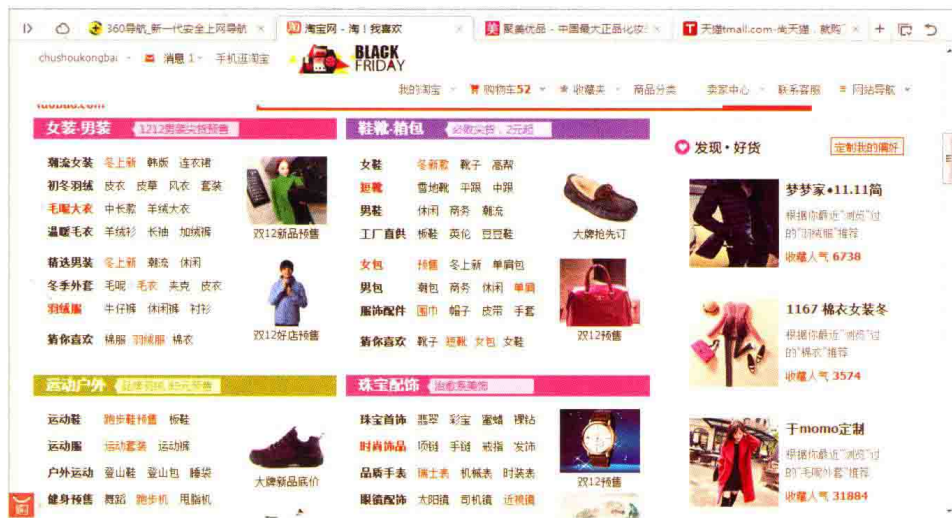 360导航_新一代安全上网导航 × 淘宝网 - 淘！我喜欢 × 聚美优品 - 中国最大正品化妆 × 天猫tmall.com-尚天猫，就购 ×
chushoukongbai 消息 1 手机逛淘宝
BLACK
FRIDAY
我的淘宝 购物车52 收藏夹 商品分类 卖家中心 联系客服 网站导航
taobao.com
女装·男装 1212男装尖货预售
潮流女装 冬上新 韩版 连衣裙
初冬羽绒 皮衣 皮草 风衣 套装
毛呢大衣 中长款 羊绒大衣
温暖毛衣 羊绒衫 长袖 加绒裤
双12新品预售
精选男装 冬上新 潮流 休闲
冬季外套 毛呢 毛衣 夹克 皮衣
羽绒服 牛仔裤 休闲裤 衬衫
双12好店预售
猜你喜欢 棉服 羽绒服 棉衣
鞋靴·箱包
女鞋 冬新款 靴子 高帮
短靴 雪地靴 平跟 中跟
男鞋 休闲 商务 潮流
工厂直供 板鞋 英伦 豆豆鞋
大牌抢先订
女包 预售 冬上新 单肩包
男包 潮包 商务 休闲 单肩
服饰配件 围巾 帽子 皮带 手套
双12预售
猜你喜欢 靴子 短靴 女包 女鞋
发现·好货 定制我的偏好
梦梦家•11.11简
根据你最近"浏览"过
的"羽绒服"推荐
收藏人气 6738
1167 棉衣女装冬
根据你最近"浏览"过
的"棉衣"推荐
收藏人气 3574
于momo定制
根据你最近"浏览"过
的"毛呢外套"推荐
收藏人气 31884
运动户外
运动鞋 跑步鞋预售 板鞋
运动服 运动套装 运动裤
户外运动 登山鞋 登山包 睡袋
大牌新品底价
健身预售 舞蹈 跑步机 甩脂机
珠宝配饰 治愈系美饰
珠宝首饰 翡翠 彩宝 蜜蜡 裸钻
时尚饰品 项链 手链 戒指 发饰
品质手表 瑞士表 机械表 时装表
双12预售
眼镜配饰 太阳镜 司机镜 近视镜